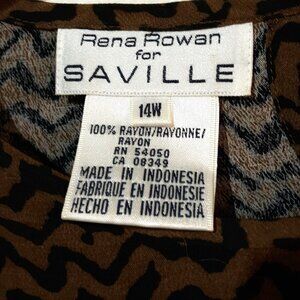 Rena Rowan
for
SAVILLE
14W
100% RAYON/RAYONNE/
RAYON
RN 54050
CA 08349
MADE IN INDONESIA
FABRIQUE EN INDONESIE
HECHO EN INDONESIA